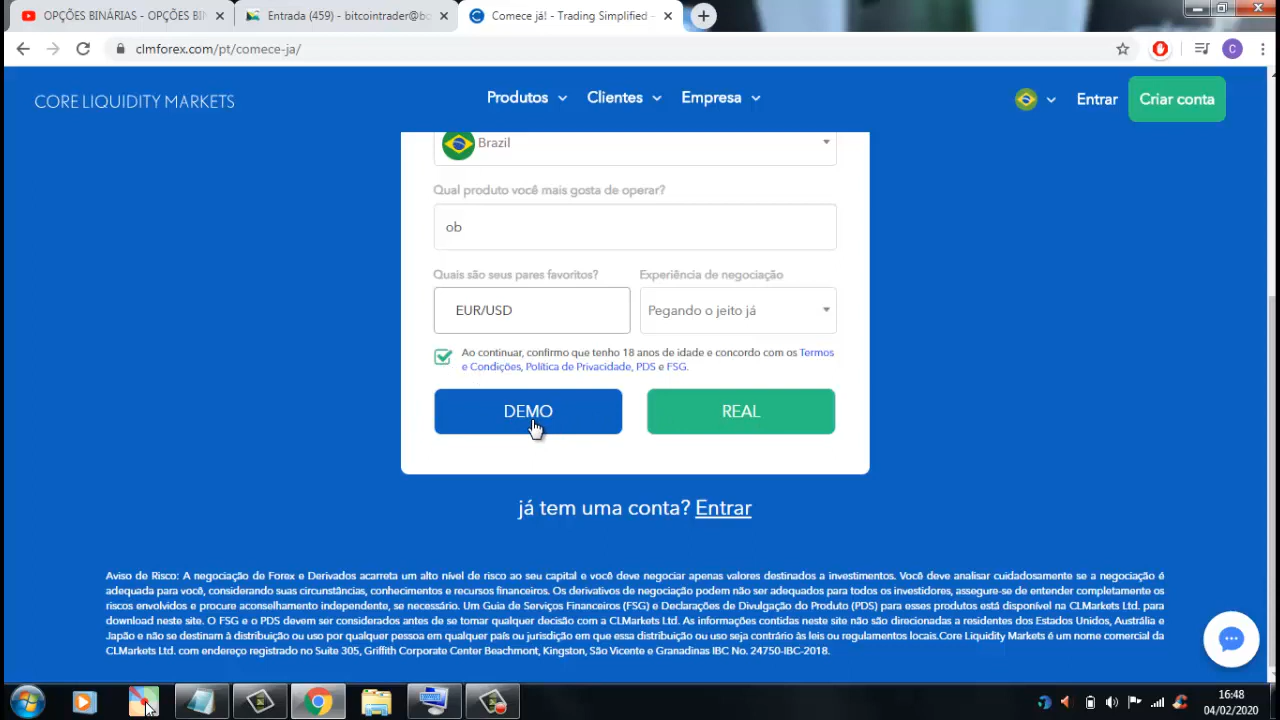 OPÇÕES BINÁRIAS - OPÇÕES BIN
Entrada (459) - bitcointrader@bo
Comece já! - Trading Simplified -
clmforex.com/pt/comece-ja/
C
CORE LIQUIDITY MARKETS
Produtos
Clientes
Empresa
Entrar
Criar conta
Brazil
Qual produto você mais gosta de operar?
ob
Quais são seus pares favoritos?
Experiência de negociação
EUR/USD
Pegando o jeito já
Ao continuar, confirmo que tenho 18 anos de idade e concordo com os Termos
e Condições, Política de Privacidade, PDS e FSG.
DEMO
REAL
já tem uma conta? Entrar
Aviso de Risco: A negociação de Forex e Derivados acarreta um alto nível de risco ao seu capital e você deve negociar apenas valores destinados a investimentos. Você deve analisar cuidadosamente se a negociação é
adequada para você, considerando suas circunstâncias, conhecimentos e recursos financeiros. Os derivativos de negociação podem não ser adequados para todos os investidores, assegure-se de entender completamente os
riscos envolvidos e procure aconselhamento independente, se necessário. Um Guia de Serviços Financeiros (FSG) e Declarações de Divulgação do Produto (PDS) para esses produtos está disponível na CLMarkets Ltd. para
download neste site. O FSG e o PDS devem ser considerados antes de se tomar qualquer decisão com a CLMarkets Ltd. As informações contidas neste site não são direcionadas a residentes dos Estados Unidos, Austrália e
Japão e não se destinam à distribuição ou uso por qualquer pessoa em qualquer país ou jurisdição em que essa distribuição ou uso seja contrário às leis ou regulamentos locais.Core Liquidity Markets é um nome comercial da
CLMarkets Ltd. com endereço registrado no Suite 305, Griffith Corporate Center Beachmont, Kingston, São Vicente e Granadinas IBC No. 24750-IBC-2018.
16:48
04/02/2020